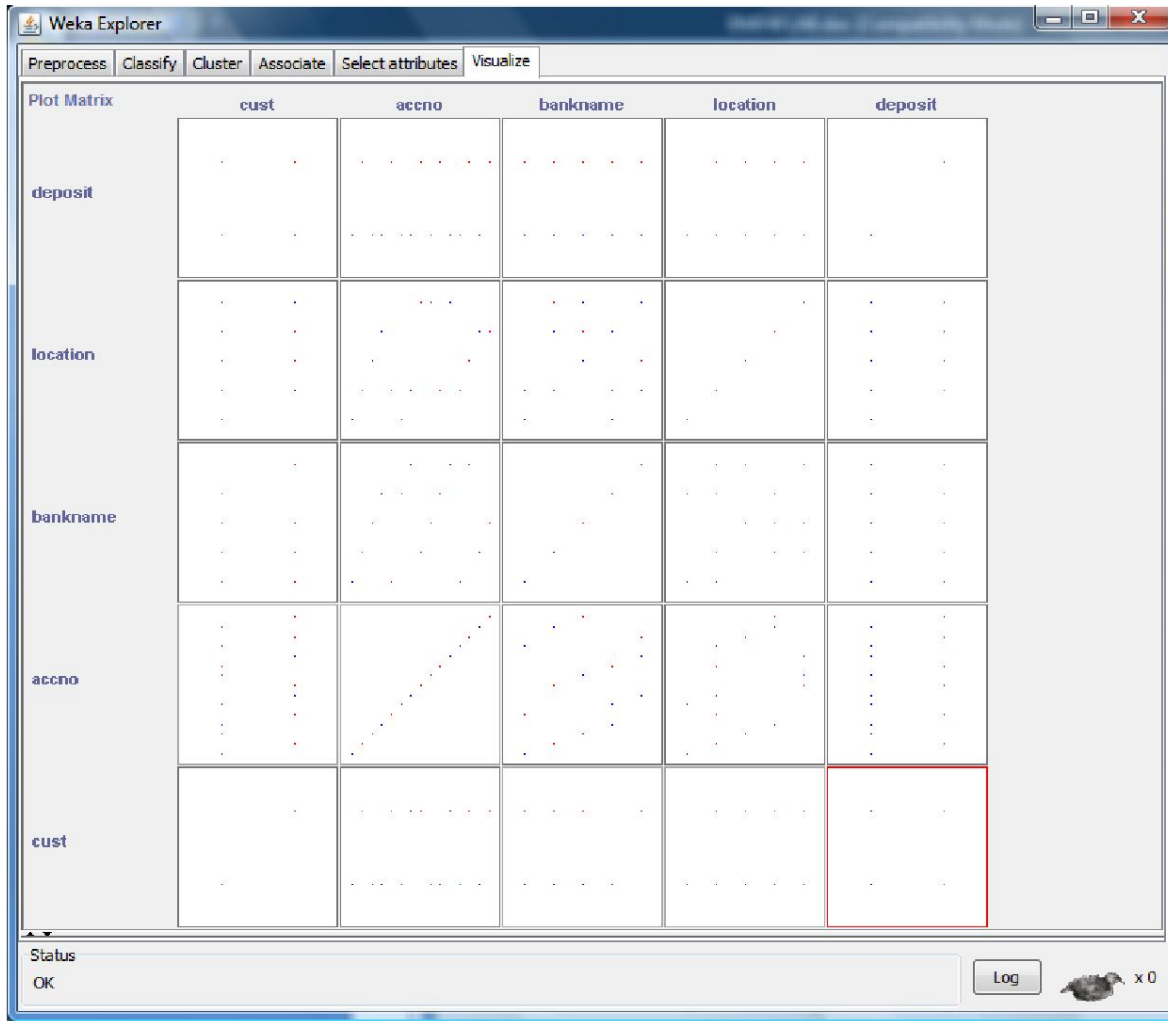 Weka Explorer
Preprocess Classify Cluster Associate Select attributes Visualize
Plot Matrix cust accno bankname location deposit
deposit
location
bankname
accno
cust
Status
OK
Log x 0